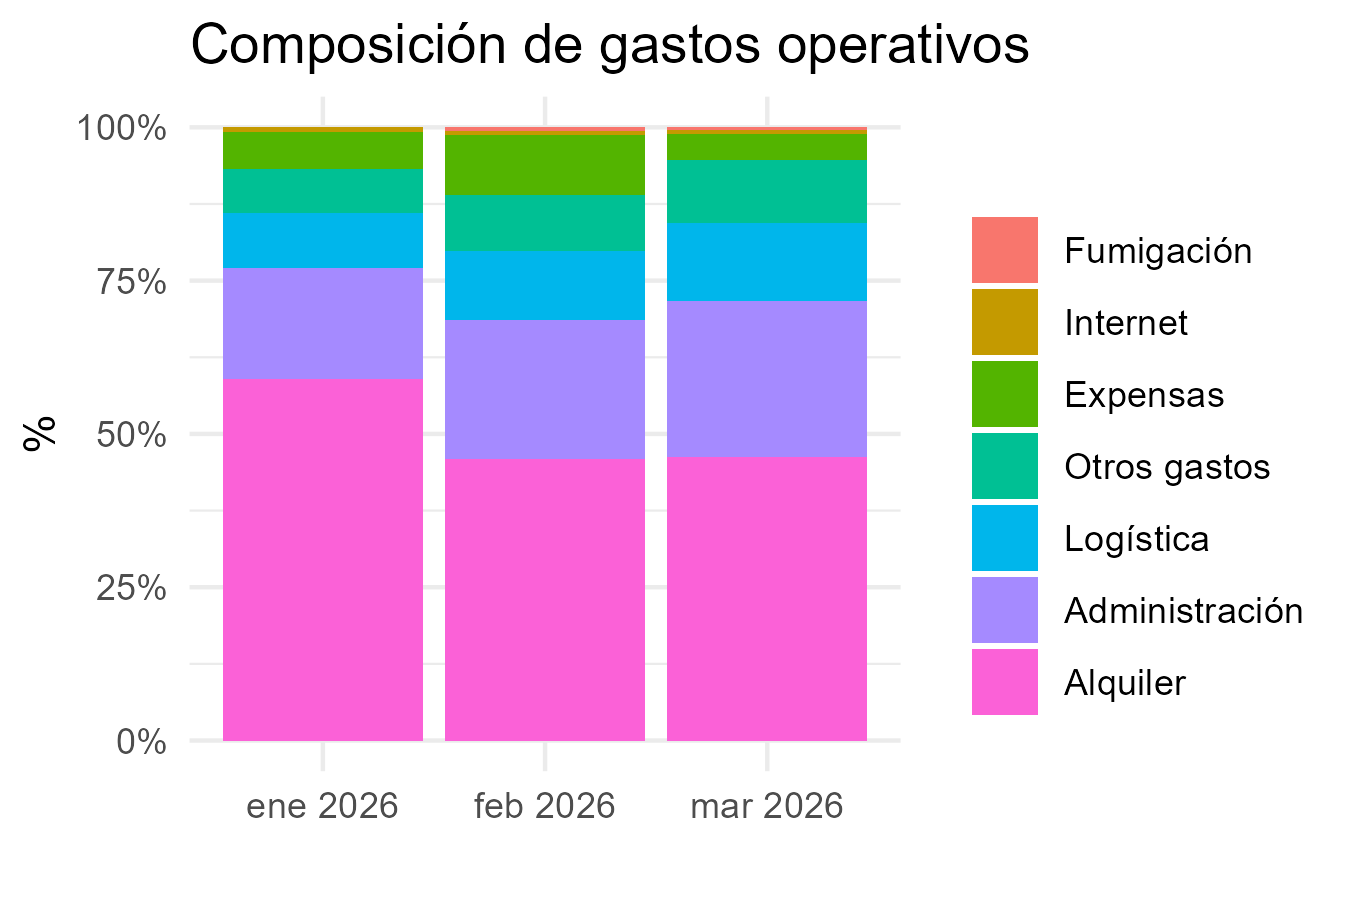 Composición de gastos operativos
%
100%
75%
50%
25%
0%
ene 2026
feb 2026
mar 2026
Fumigación
Internet
Expensas
Otros gastos
Logística
Administración
Alquiler